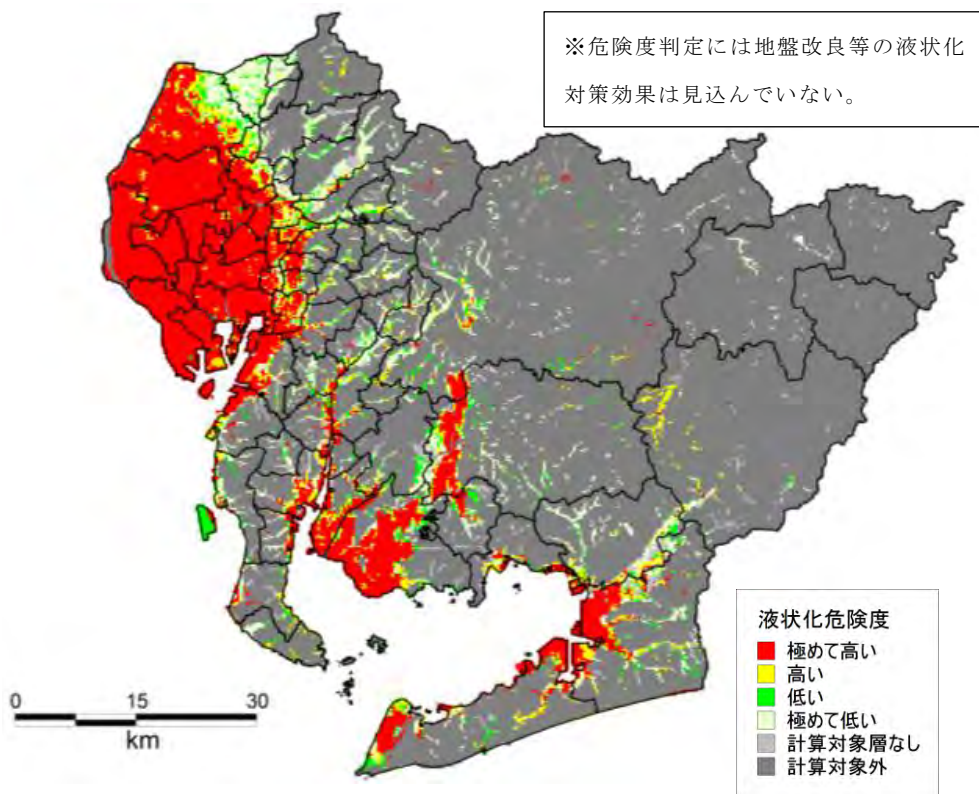 ※危険度判定には地盤改良等の液状化
対策効果は見込んでいない。
液状化危険度
極めて高い
高い
低い
極めて低い
計算対象層なし
計算対象外
0 15 30
km